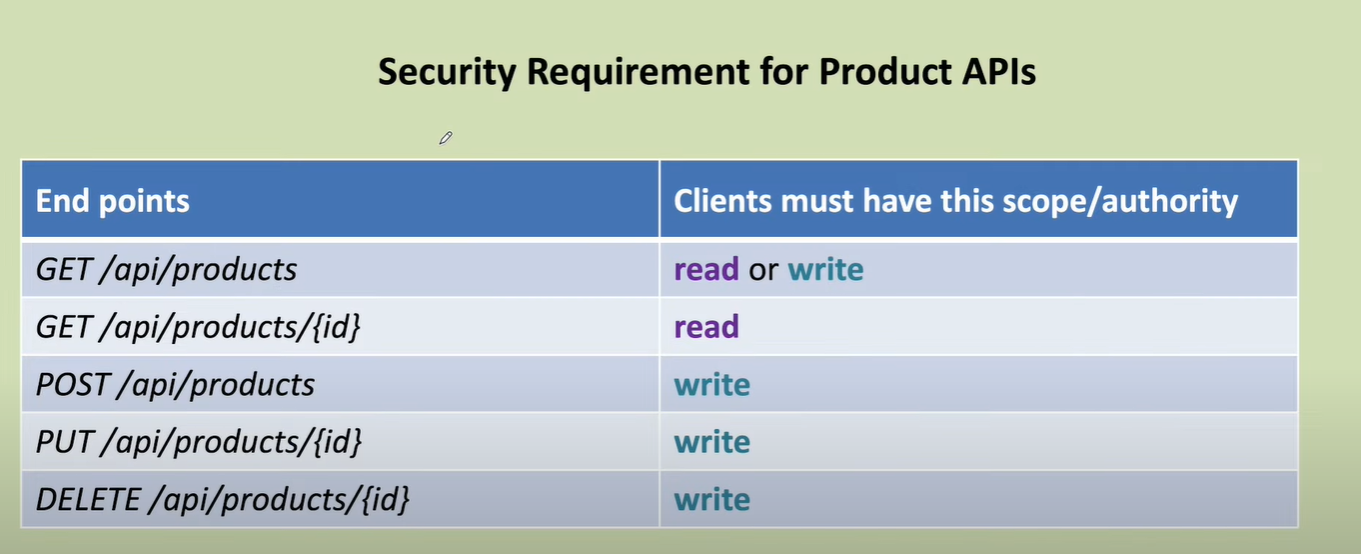 Security Requirement for Product APIs
End points
Clients must have this scope/authority
GET /api/products
read or write
GET /api/products/{id}
read
POST /api/products
write
PUT /api/products/{id}
write
DELETE /api/products/{id}
write